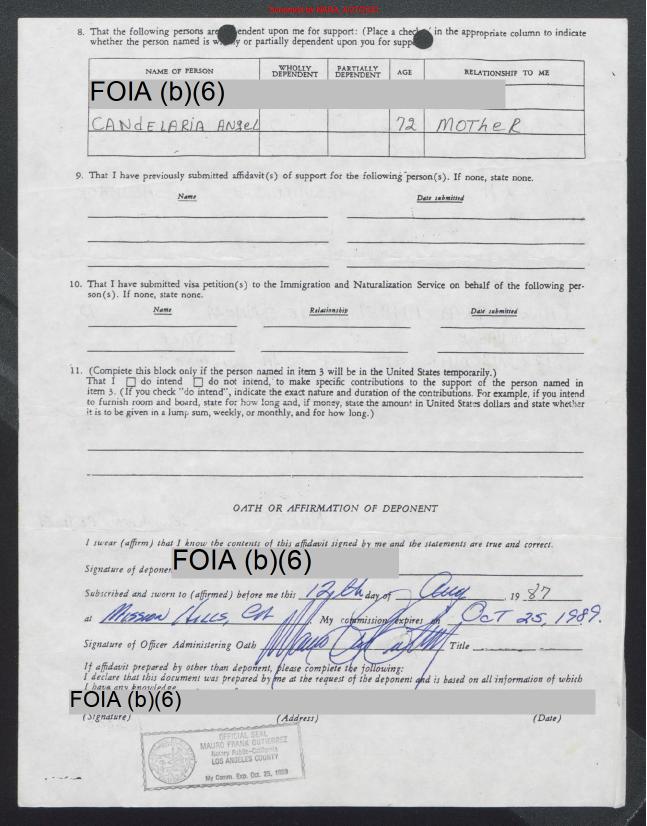 8. That the following persons are dependent upon me for support: (Place a check in the appropriate column to indicate
whether the person named is wholly or partially dependent upon you for support.
NAME OF PERSON WHOLLY DEPENDENT PARTIALLY DEPENDENT AGE RELATIONSHIP TO ME
FOIA (b)(6)
CANdELARIA ANgEL 72 MOTheR
9. That I have previously submitted affidavit(s) of support for the following person(s). If none, state none.
Name Date submitted
10. That I have submitted visa petition(s) to the Immigration and Naturalization Service on behalf of the following per-
son(s). If none, state none.
Name Relationship Date submitted
11. (Complete this block only if the person named in item 3 will be in the United States temporarily.)
That I ☐ do intend ☐ do not intend, to make specific contributions to the support of the person named in
item 3. (If you check "do intend", indicate the exact nature and duration of the contributions. For example, if you intend
to furnish room and board, state for how long and, if money, state the amount in United States dollars and state whether
it is to be given in a lump sum, weekly, or monthly, and for how long.)
OATH OR AFFIRMATION OF DEPONENT
I swear (affirm) that I know the contents of this affidavit signed by me and the statements are true and correct.
Signature of deponent FOIA (b)(6)
Subscribed and sworn to (affirmed) before me this 12th day of Aug, 19 87
at Mission Hills, CA My commission expires on OCT 25, 1989.
Signature of Officer Administering Oath Title
If affidavit prepared by other than deponent, please complete the following:
I declare that this document was prepared by me at the request of the deponent and is based on all information of which
I have any knowledge.
FOIA (b)(6)
(Signature) (Address) (Date)
OFFICIAL SEAL
MAURO FRANK GUTIERREZ
Notary Public-California
LOS ANGELES COUNTY
My Comm. Exp. Oct. 25, 1989